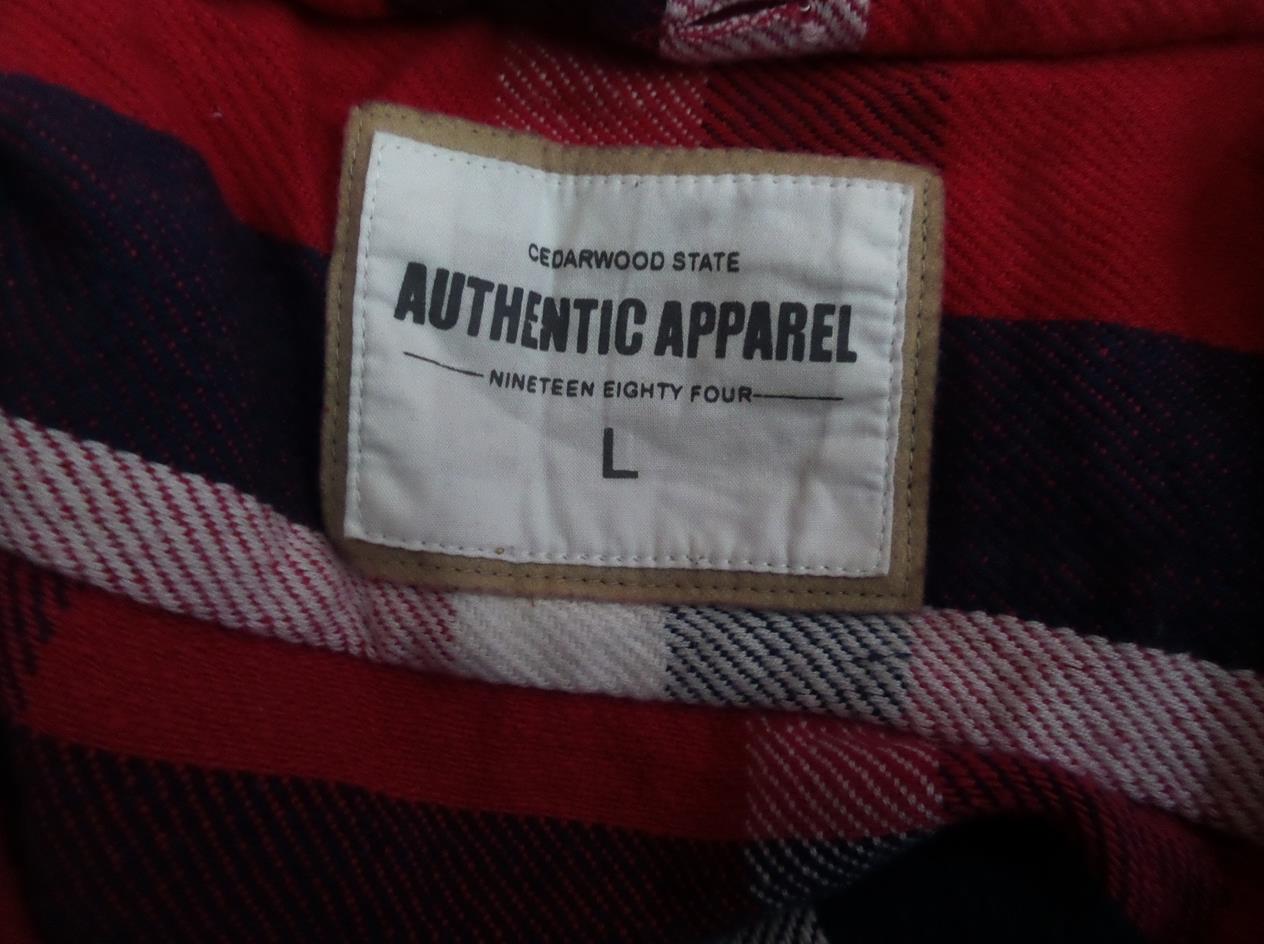 CEDARWOOD STATE
AUTHENTIC APPAREL
NINETEEN EIGHTY FOUR
L